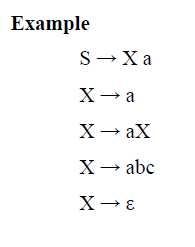 Example
S → X a
X → a
X → aX
X → abc
X → ε